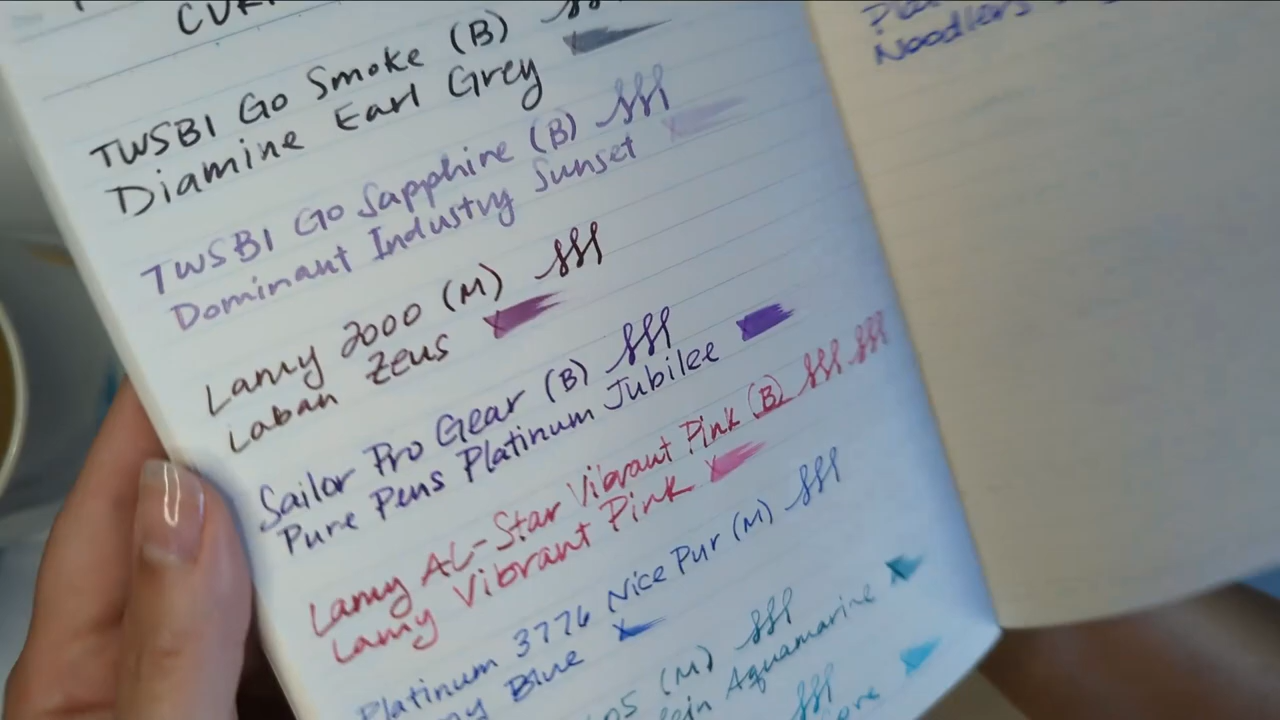 TWSBI Go Smoke (B)
Diamine Earl Grey
TWSBI Go Sapphire (B)
Dominant Industry Sunset
Lamy 2000 (M)
Laban Zeus
Sailor Pro Gear (B)
Pure Pens Platinum Jubilee
Lamy AL-Star Vibrant Pink (B)
Lamy Vibrant Pink
Platinum 3776 Nice Pur (M)
Blue
(M)
Aquamarine
Noodlers